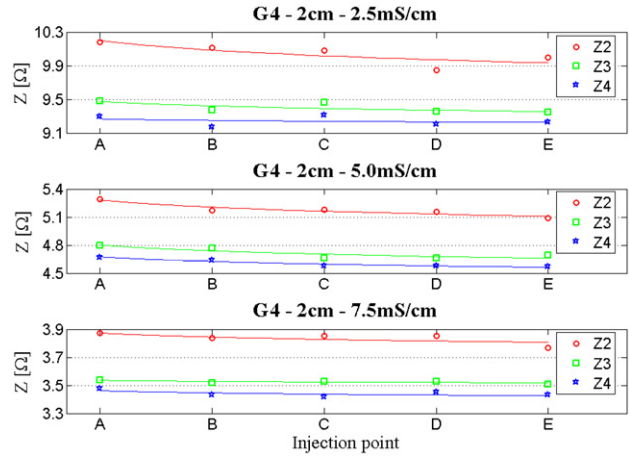 G4 - 2cm - 2.5mS/cm
Z [Ω]
10.3
9.9
9.5
9.1
A B C D E
Z2
Z3
Z4
G4 - 2cm - 5.0mS/cm
Z [Ω]
5.4
5.1
4.8
4.5
A B C D E
Z2
Z3
Z4
G4 - 2cm - 7.5mS/cm
Z [Ω]
3.9
3.7
3.5
3.3
A B C D E
Z2
Z3
Z4
Injection point